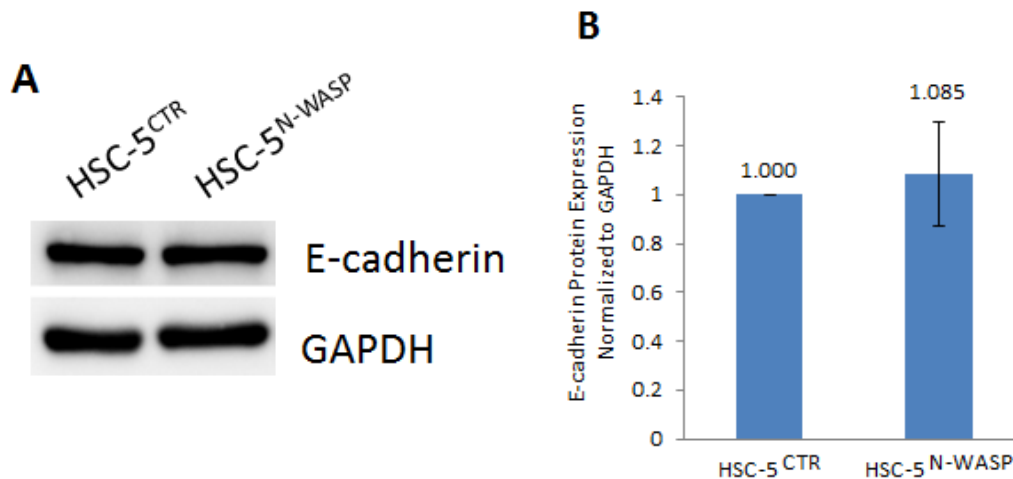 A
HSC-5CTR
HSC-5N-WASP
E-cadherin
GAPDH
B
E-cadherin Protein Expression
Normalized to GAPDH
1.4
1.2
1
0.8
0.6
0.4
0.2
0
1.000
1.085
HSC-5 CTR
HSC-5 N-WASP